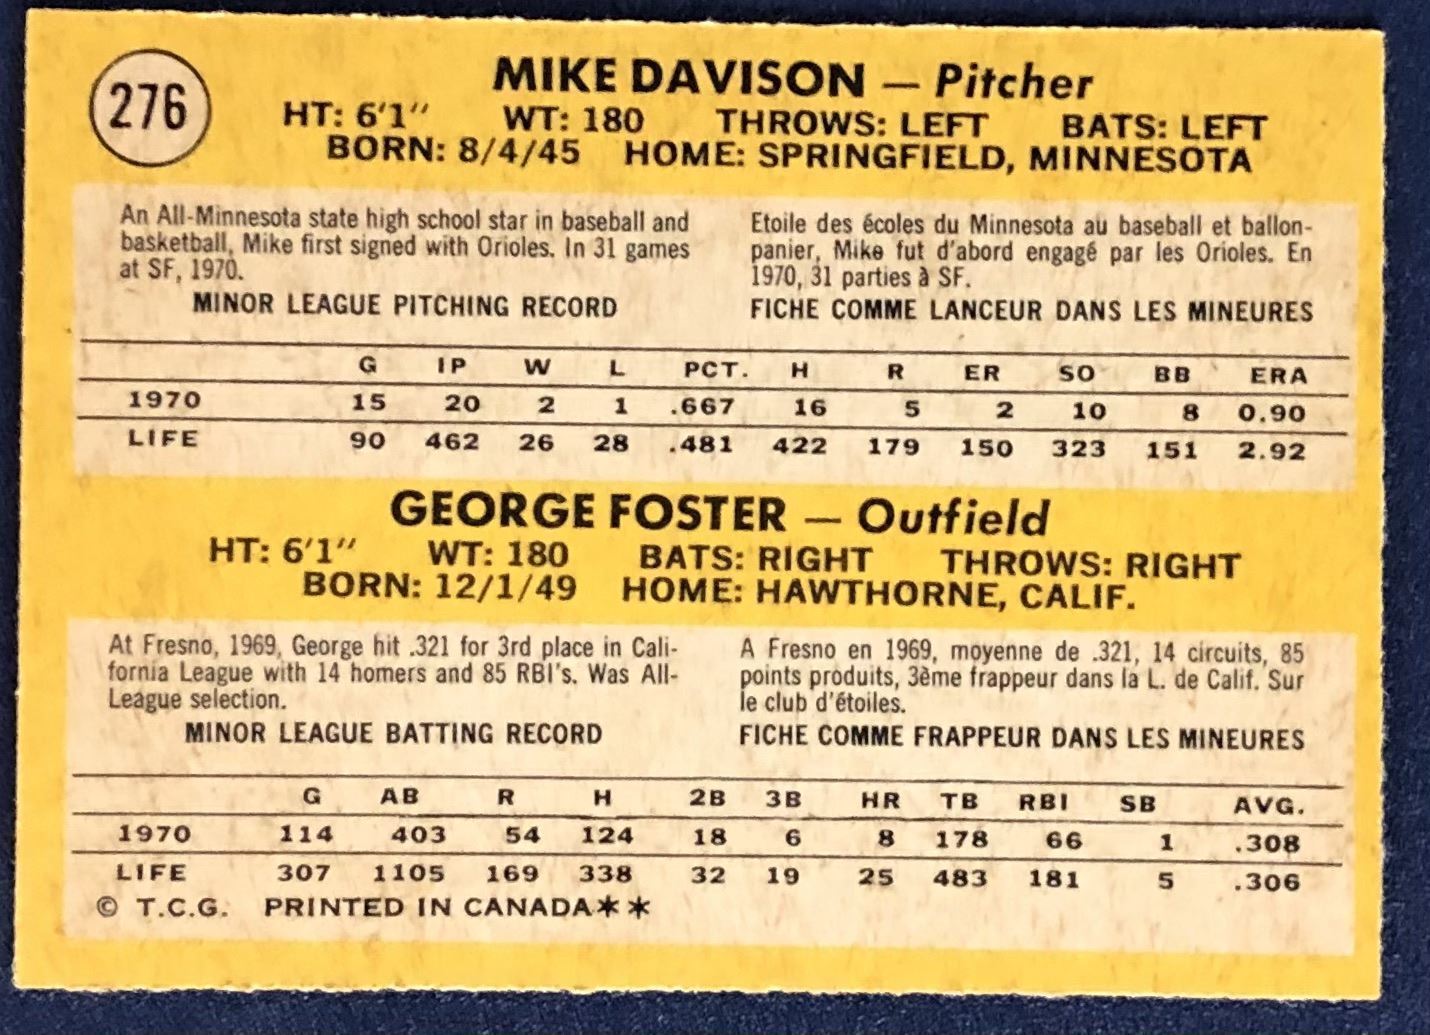 276
MIKE DAVISON — Pitcher
HT: 6'1" WT: 180 THROWS: LEFT BATS: LEFT
BORN: 8/4/45 HOME: SPRINGFIELD, MINNESOTA
An All-Minnesota state high school star in baseball and
basketball, Mike first signed with Orioles. In 31 games
at SF, 1970.
MINOR LEAGUE PITCHING RECORD
Etoile des écoles du Minnesota au baseball et ballon-
panier, Mike fut d'abord engagé par les Orioles. En
1970, 31 parties à SF.
FICHE COMME LANCEUR DANS LES MINEURES
G IP W L PCT. H R ER SO BB ERA
1970 15 20 2 1 .667 16 5 2 10 8 0.90
LIFE 90 462 26 28 .481 422 179 150 323 151 2.92
GEORGE FOSTER — Outfield
HT: 6'1" WT: 180 BATS: RIGHT THROWS: RIGHT
BORN: 12/1/49 HOME: HAWTHORNE, CALIF.
At Fresno, 1969, George hit .321 for 3rd place in Cali-
fornia League with 14 homers and 85 RBI's. Was All-
League selection.
MINOR LEAGUE BATTING RECORD
A Fresno en 1969, moyenne de .321, 14 circuits, 85
points produits, 3ème frappeur dans la L. de Calif. Sur
le club d'étoiles.
FICHE COMME FRAPPEUR DANS LES MINEURES
G AB R H 2B 3B HR TB RBI SB AVG.
1970 114 403 54 124 18 6 8 178 66 1 .308
LIFE 307 1105 169 338 32 19 25 483 181 5 .306
© T.C.G. PRINTED IN CANADA**